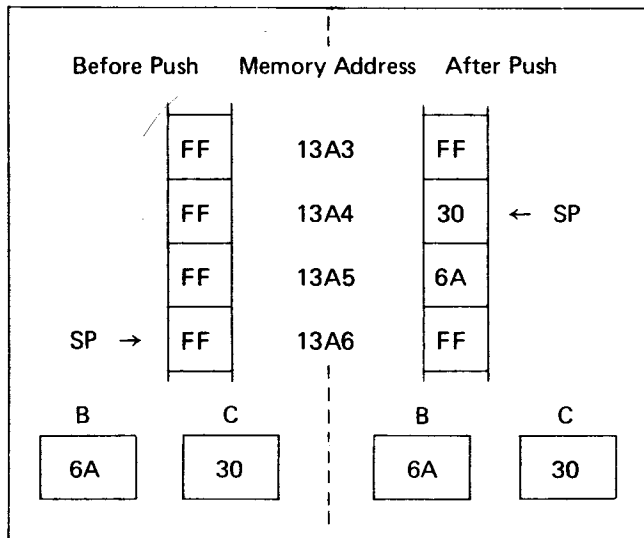 Before Push Memory Address After Push
FF 13A3 FF
FF 13A4 30 ← SP
FF 13A5 6A
SP → FF 13A6 FF
B C B C
6A 30 6A 30